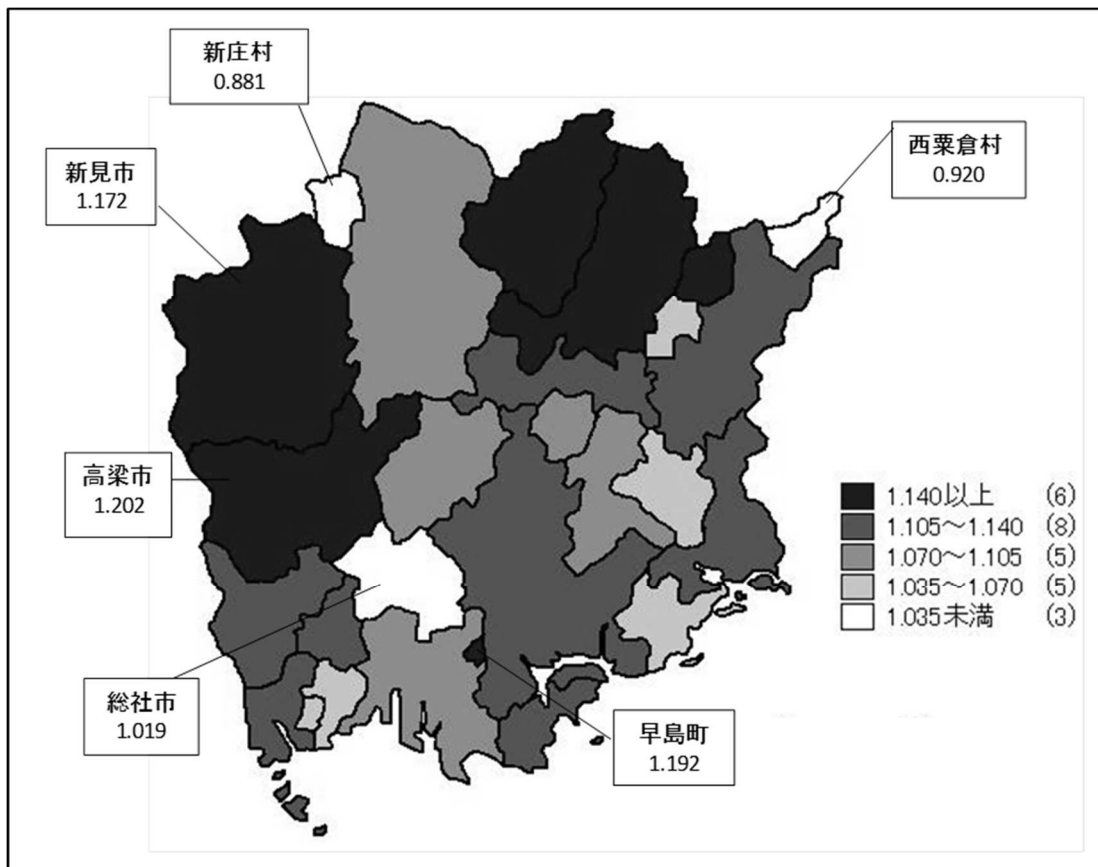 新庄村
0.881
西粟倉村
0.920
新見市
1.172
高梁市
1.202
1.140以上 (6)
1.105～1.140 (8)
1.070～1.105 (5)
1.035～1.070 (5)
1.035未満 (3)
総社市
1.019
早島町
1.192